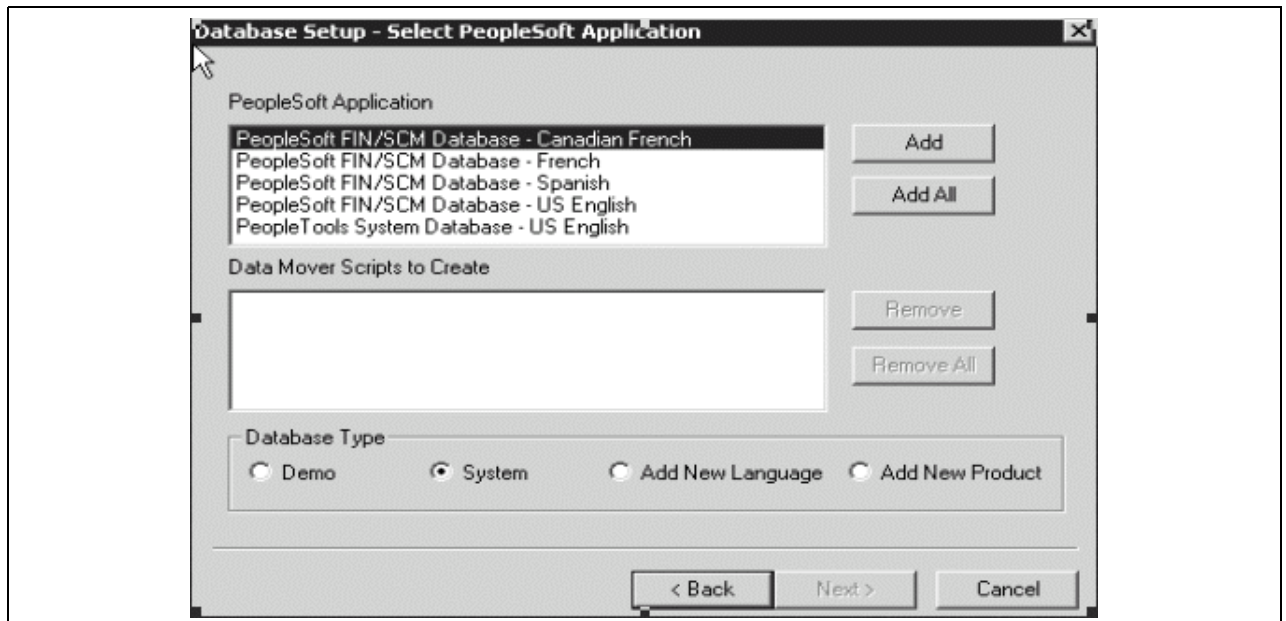 Database Setup - Select PeopleSoft Application
PeopleSoft Application
PeopleSoft FIN/SCM Database - Canadian French
PeopleSoft FIN/SCM Database - French
PeopleSoft FIN/SCM Database - Spanish
PeopleSoft FIN/SCM Database - US English
PeopleTools System Database - US English
Add
Add All
Data Mover Scripts to Create
Remove
Remove All
Database Type
Demo System Add New Language Add New Product
< Back Next > Cancel